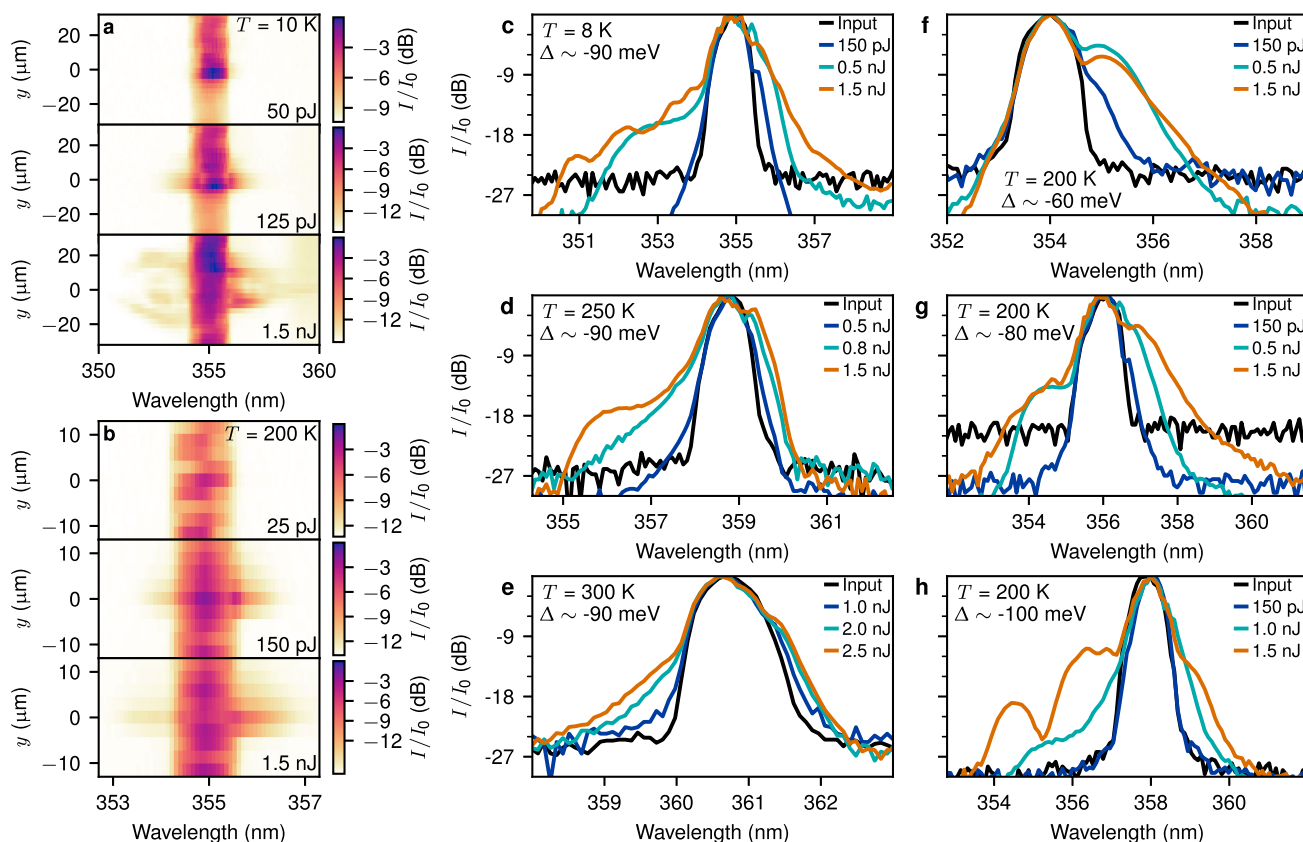 a
T = 10 K
50 pJ
125 pJ
1.5 nJ
20
0
−20
y (μm)
20
0
−20
y (μm)
20
0
−20
y (μm)
350
355
360
Wavelength (nm)
−3
−6
−9
I/I0 (dB)
−3
−6
−9
−12
I/I0 (dB)
−3
−6
−9
−12
I/I0 (dB)
b
T = 200 K
25 pJ
150 pJ
1.5 nJ
10
0
−10
y (μm)
10
0
−10
y (μm)
10
0
−10
y (μm)
353
355
357
Wavelength (nm)
−3
−6
−9
−12
I/I0 (dB)
−3
−6
−9
−12
I/I0 (dB)
−3
−6
−9
−12
I/I0 (dB)
c
T = 8 K
Δ ∼ -90 meV
Input
150 pJ
0.5 nJ
1.5 nJ
-9
-18
-27
I/I0 (dB)
351
353
355
357
Wavelength (nm)
d
T = 250 K
Δ ∼ -90 meV
Input
0.5 nJ
0.8 nJ
1.5 nJ
-9
-18
-27
I/I0 (dB)
355
357
359
361
Wavelength (nm)
e
T = 300 K
Δ ∼ -90 meV
Input
1.0 nJ
2.0 nJ
2.5 nJ
-9
-18
-27
I/I0 (dB)
359
360
361
362
Wavelength (nm)
f
Input
150 pJ
0.5 nJ
1.5 nJ
T = 200 K
Δ ∼ -60 meV
352
354
356
358
Wavelength (nm)
g
T = 200 K
Δ ∼ -80 meV
Input
150 pJ
0.5 nJ
1.5 nJ
354
356
358
360
Wavelength (nm)
h
T = 200 K
Δ ∼ -100 meV
Input
150 pJ
1.0 nJ
1.5 nJ
354
356
358
360
Wavelength (nm)